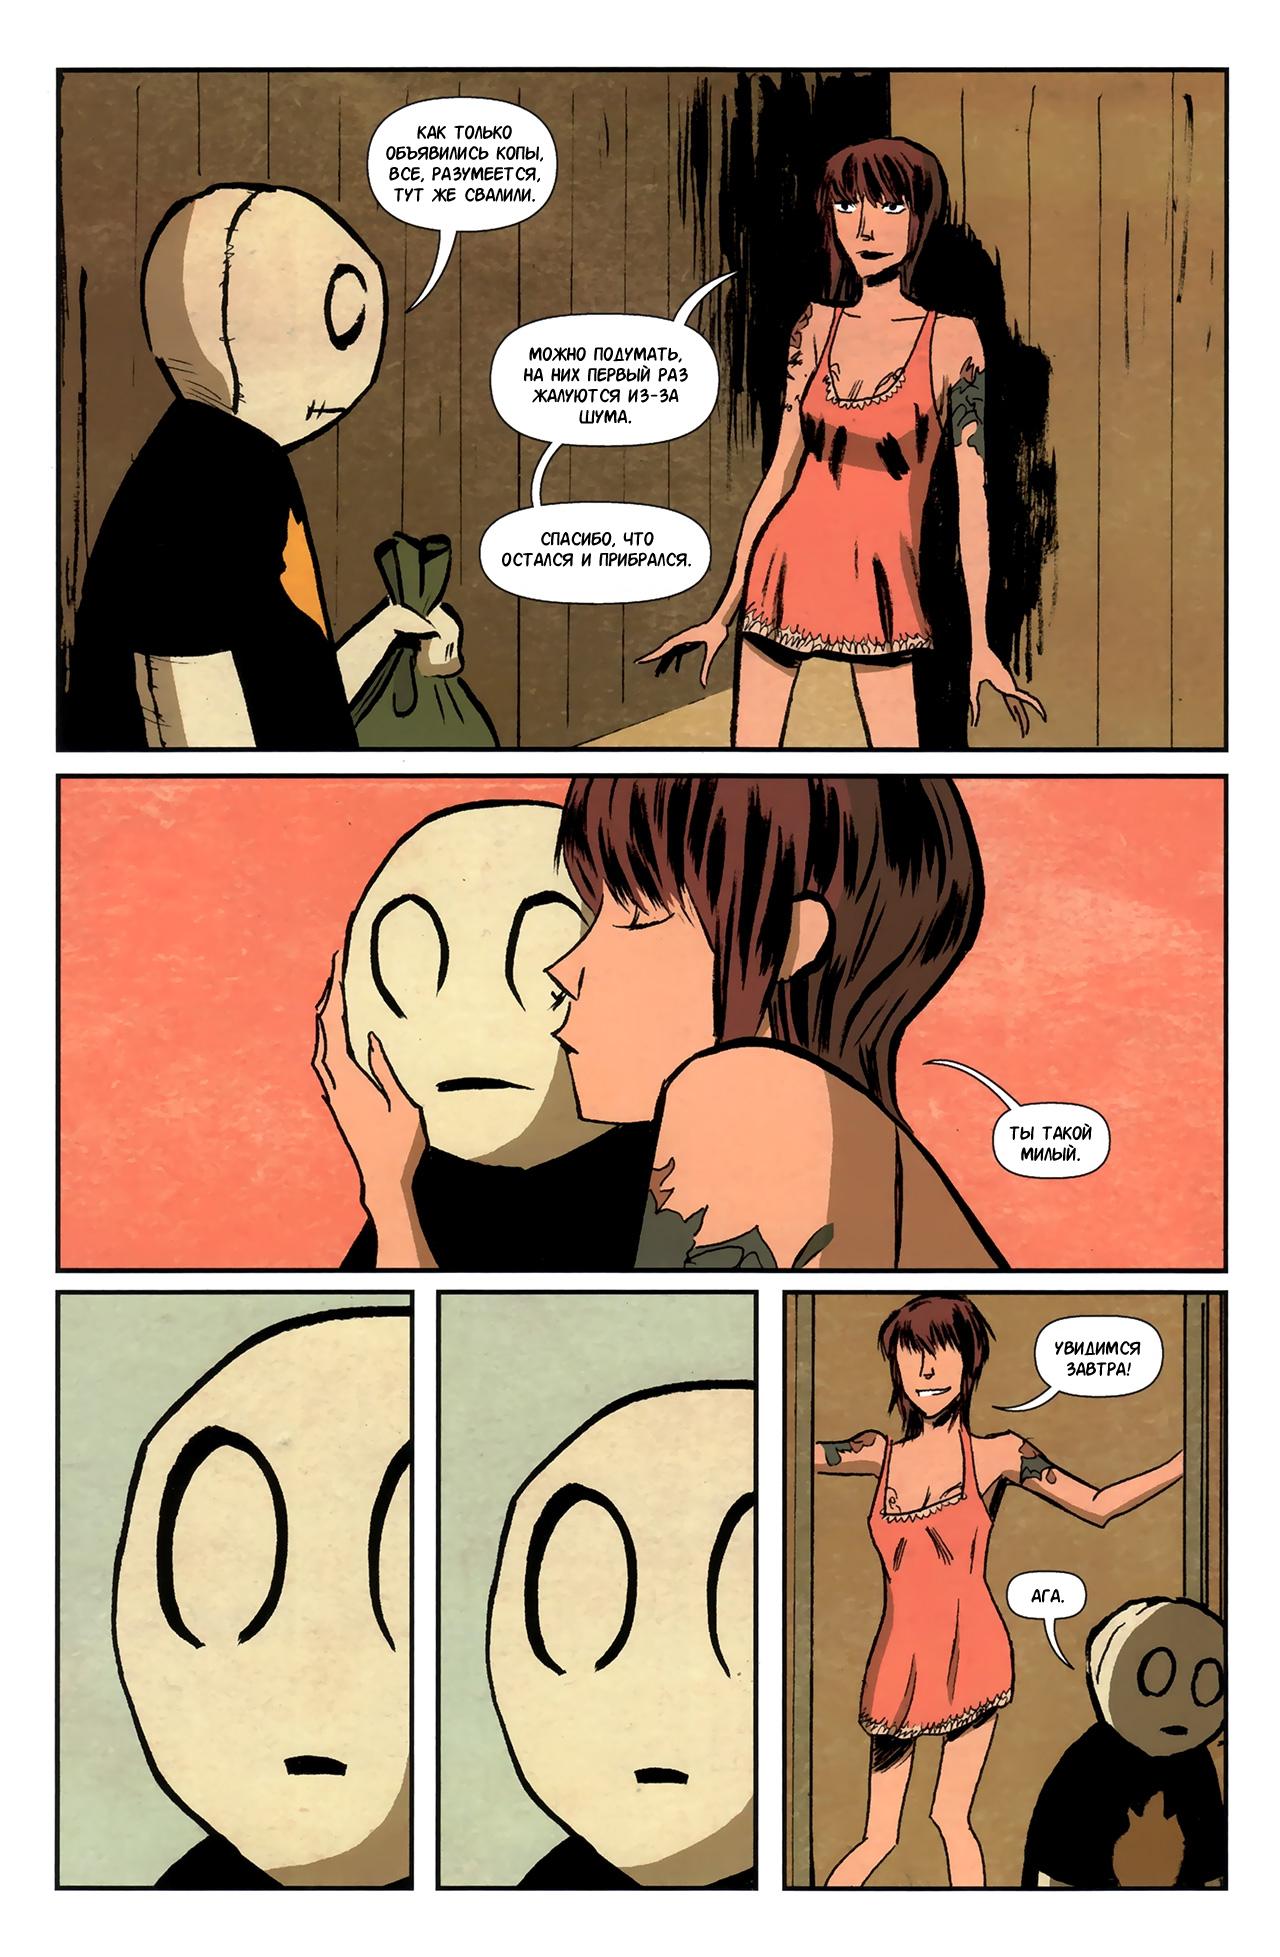 КАК ТОЛЬКО
ОБЪЯВИЛИСЬ КОПЫ,
ВСЕ, РАЗУМЕЕТСЯ,
ТУТ ЖЕ СВАЛИЛИ.
МОЖНО ПОДУМАТЬ,
НА НИХ ПЕРВЫЙ РАЗ
ЖАЛУЮТСЯ ИЗ-ЗА
ШУМА.
СПАСИБО, ЧТО
ОСТАЛСЯ И ПРИБРАЛСЯ.
ТЫ ТАКОЙ
МИЛЫЙ.
УВИДИМСЯ
ЗАВТРА!
АГА.